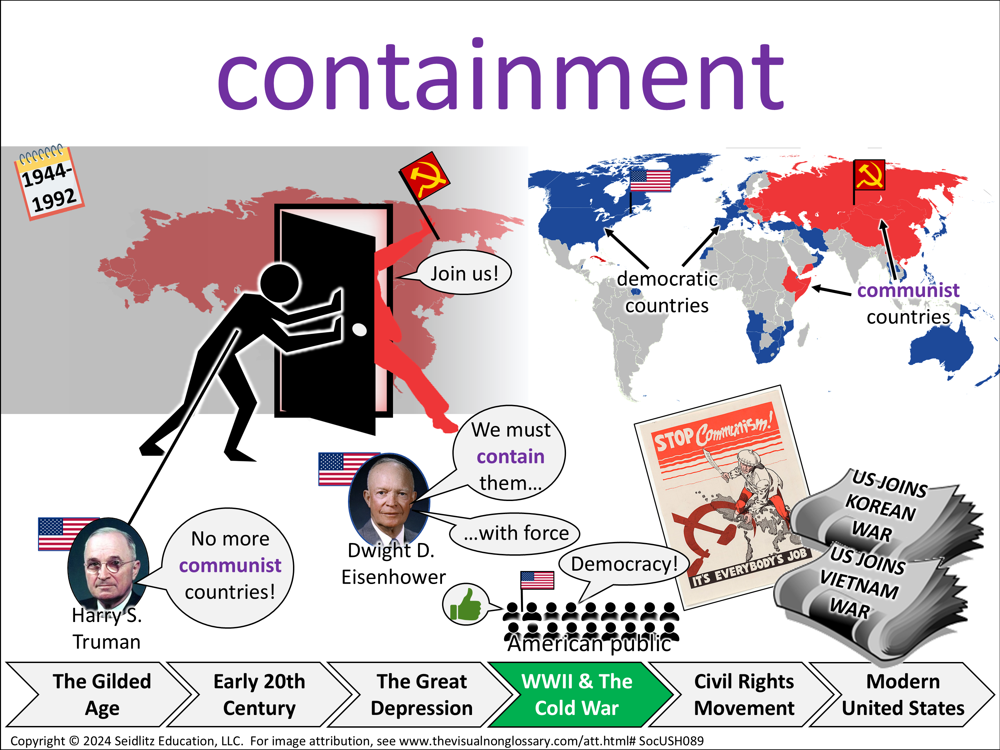 containment
1944-
1992
Join us!
democratic
countries
communist
countries
We must
contain
them...
...with force
No more
communist
countries!
Harry S.
Truman
Dwight D.
Eisenhower
Democracy!
American public
STOP Communism!
DEMOCRACY
IT'S EVERYBODY'S JOB
US JOINS
KOREAN
WAR
US JOINS
VIETNAM
WAR
The Gilded
Age
Early 20th
Century
The Great
Depression
WWII & The
Cold War
Civil Rights
Movement
Modern
United States
Copyright © 2024 Seidlitz Education, LLC.  For image attribution, see www.thevisualnonglossary.com/att.html# SocUSH089